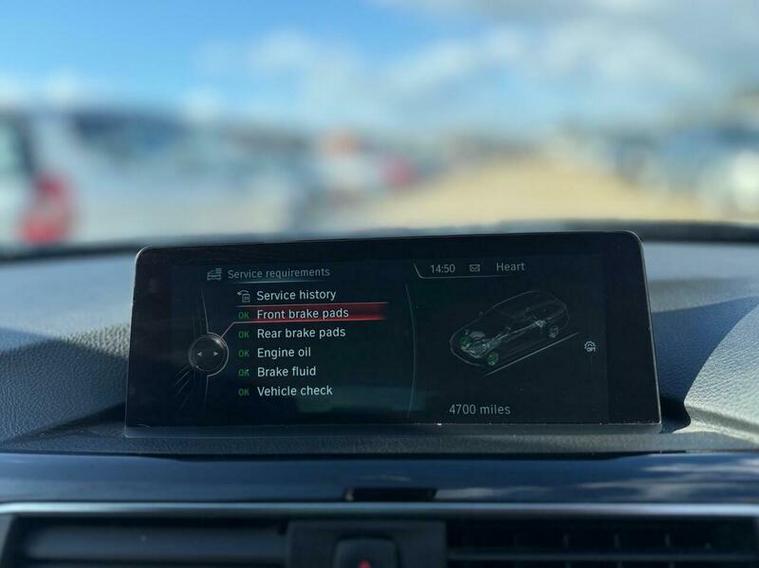 Service requirements
14:50 Heart
Service history
OK Front brake pads
OK Rear brake pads
OK Engine oil
OK Brake fluid
OK Vehicle check
4700 miles